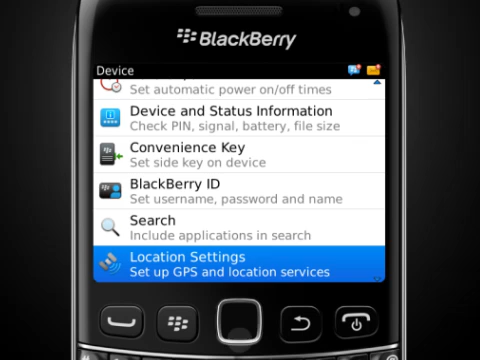 BlackBerry
Device
Set automatic power on/off times
Device and Status Information
Check PIN, signal, battery, file size
Convenience Key
Set side key on device
BlackBerry ID
Set username, password and name
Search
Include applications in search
Location Settings
Set up GPS and location services